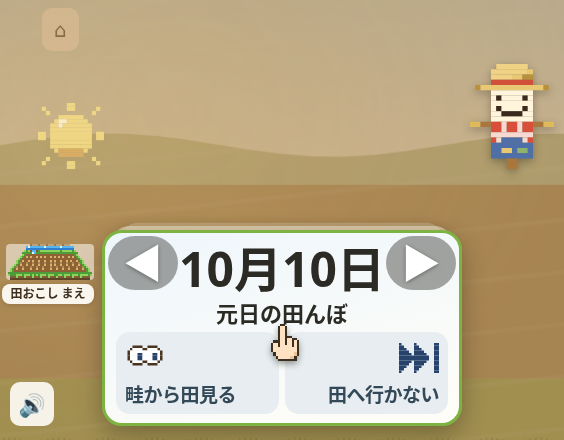 10月10日
元日の田んぼ
田おこし まえ
畦から田見る
田へ行かない